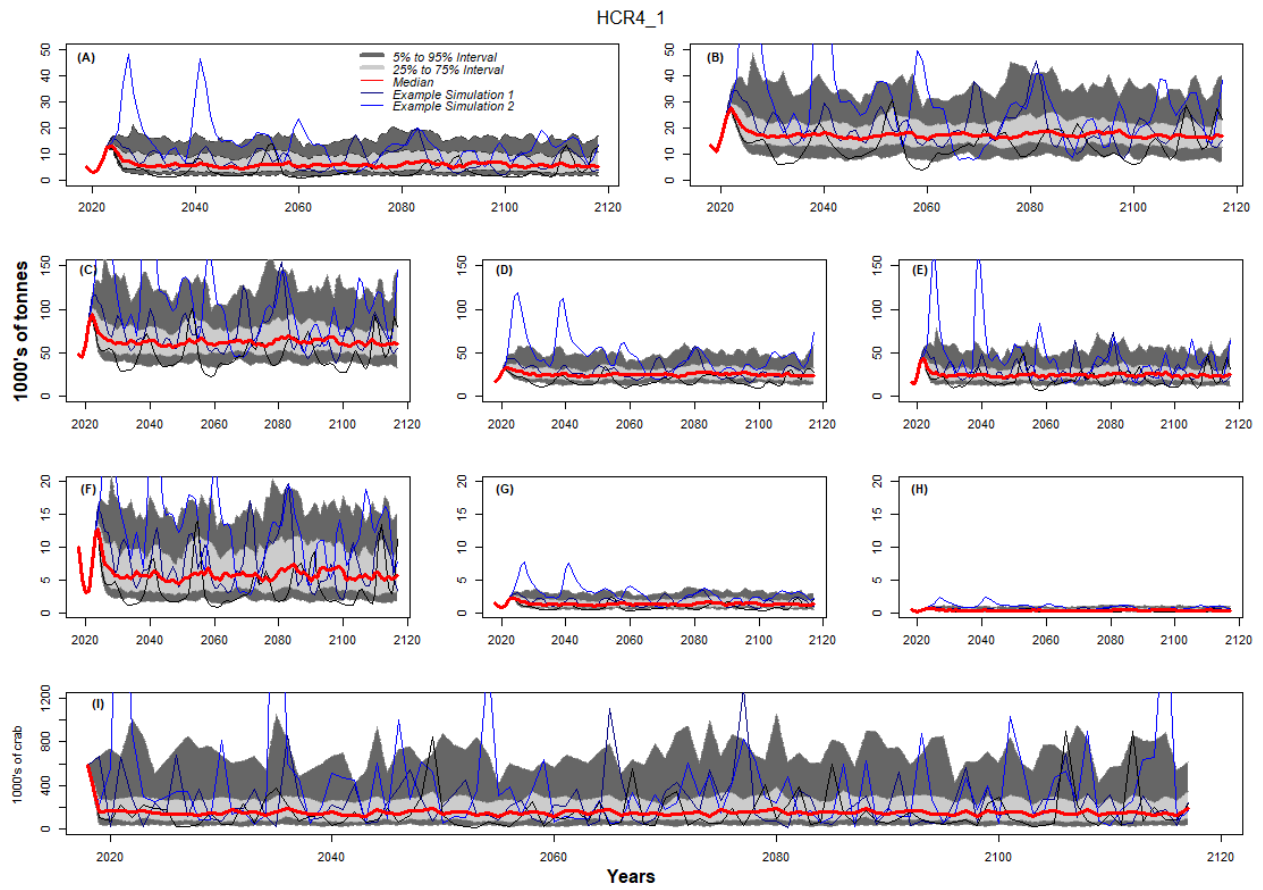 HCR4_1
(A)
5% to 95% Interval
25% to 75% Interval
Median
Example Simulation 1
Example Simulation 2
50
40
30
20
10
0
2020 2040 2060 2080 2100 2120
(B)
50
40
30
20
10
0
2020 2040 2060 2080 2100 2120
1000's of tonnes
(C)
150
100
50
0
2020 2040 2060 2080 2100 2120
(D)
150
100
50
0
2020 2040 2060 2080 2100 2120
(E)
150
100
50
0
2020 2040 2060 2080 2100 2120
(F)
20
15
10
5
0
2020 2040 2060 2080 2100 2120
(G)
20
15
10
5
0
2020 2040 2060 2080 2100 2120
(H)
20
15
10
5
0
2020 2040 2060 2080 2100 2120
1000's of crab
(I)
1200
800
400
0
2020 2040 2060 2080 2100 2120
Years